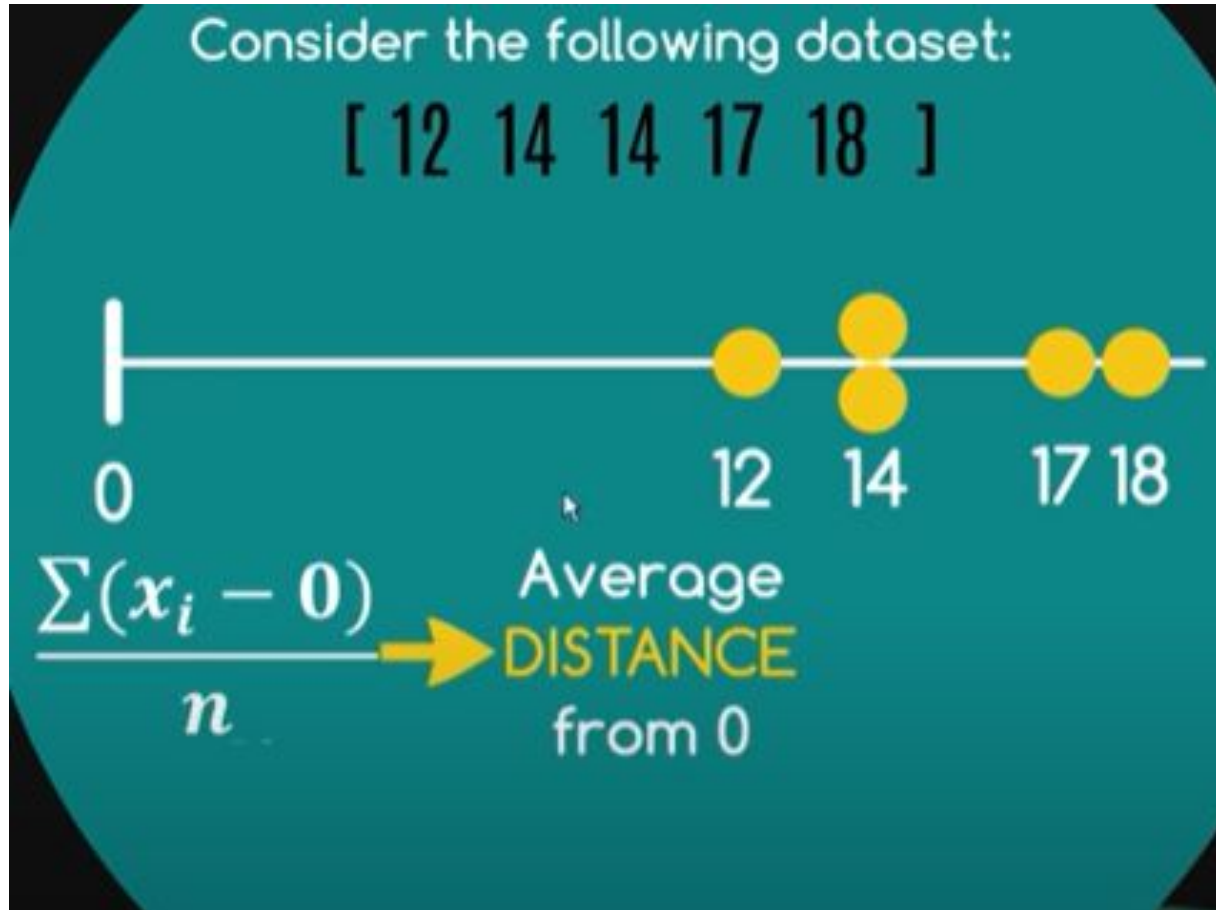 Consider the following dataset:
[ 12 14 14 17 18 ]
0 12 14 17 18
∑(xᵢ − 0)
n
Average
DISTANCE
from 0